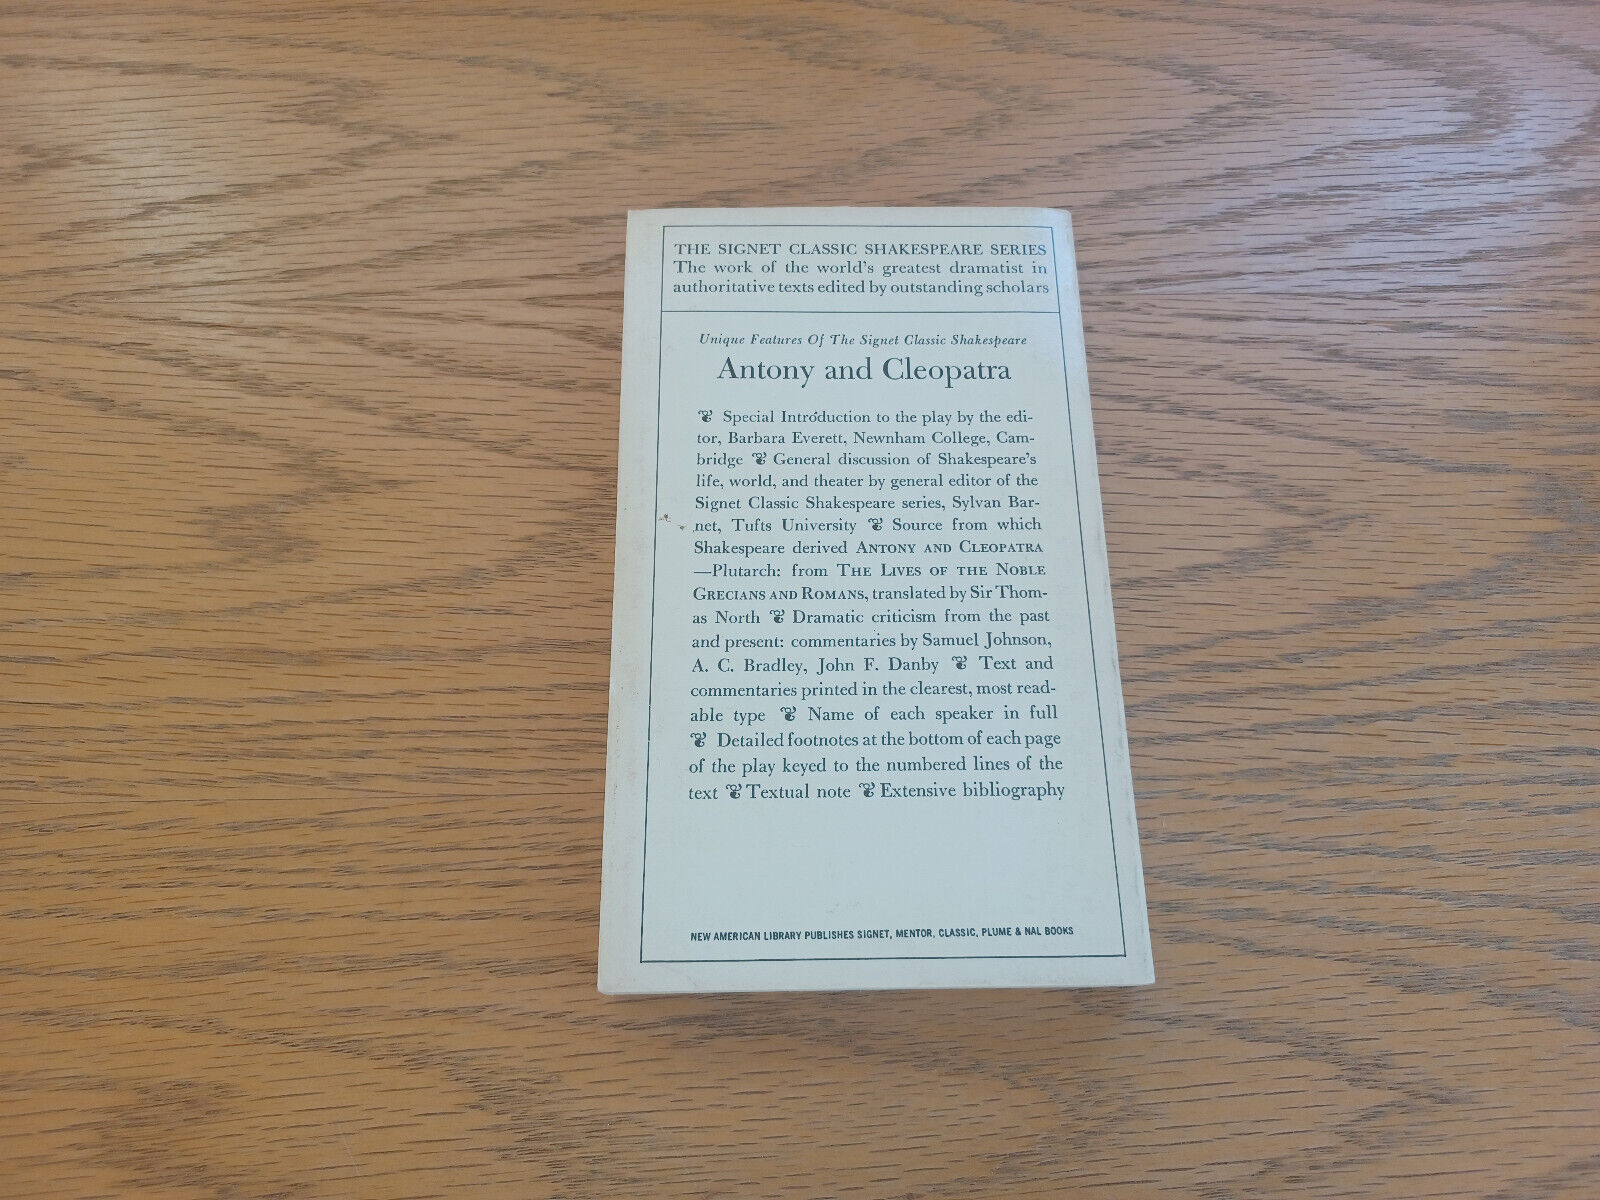 THE SIGNET CLASSIC SHAKESPEARE SERIES
The work of the world's greatest dramatist in
authoritative texts edited by outstanding scholars
Unique Features Of The Signet Classic Shakespeare
Antony and Cleopatra
❦ Special Introduction to the play by the edi-
tor, Barbara Everett, Newnham College, Cam-
bridge ❦ General discussion of Shakespeare's
life, world, and theater by general editor of the
Signet Classic Shakespeare series, Sylvan Bar-
net, Tufts University ❦ Source from which
Shakespeare derived ANTONY AND CLEOPATRA
—Plutarch: from THE LIVES OF THE NOBLE
GRECIANS AND ROMANS, translated by Sir Thom-
as North ❦ Dramatic criticism from the past
and present: commentaries by Samuel Johnson,
A. C. Bradley, John F. Danby ❦ Text and
commentaries printed in the clearest, most read-
able type ❦ Name of each speaker in full
❦ Detailed footnotes at the bottom of each page
of the play keyed to the numbered lines of the
text ❦ Textual note ❦ Extensive bibliography
NEW AMERICAN LIBRARY PUBLISHES SIGNET, MENTOR, CLASSIC, PLUME & NAL BOOKS